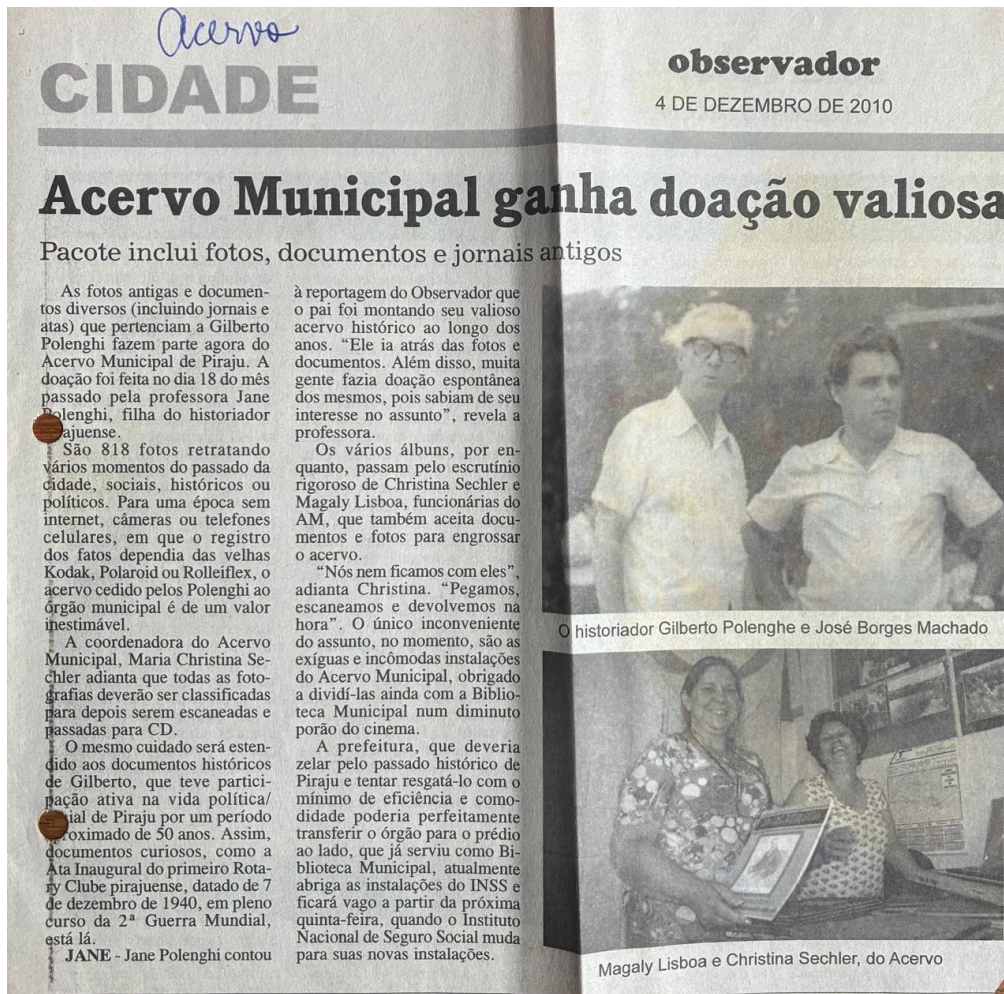 Acervo
CIDADE
observador
4 DE DEZEMBRO DE 2010
Acervo Municipal ganha doação valiosa
Pacote inclui fotos, documentos e jornais antigos
As fotos antigas e documen-
tos diversos (incluindo jornais e
atas) que pertenciam a Gilberto
Polenghi fazem parte agora do
Acervo Municipal de Piraju. A
doação foi feita no dia 18 do mês
passado pela professora Jane
Polenghi, filha do historiador
ajuense.
São 818 fotos retratando
vários momentos do passado da
cidade, sociais, históricos ou
políticos. Para uma época sem
internet, câmeras ou telefones
celulares, em que o registro
dos fatos dependia das velhas
Kodak, Polaroid ou Rolleiflex, o
acervo cedido pelos Polenghi ao
órgão municipal é de um valor
inestimável.
A coordenadora do Acervo
Municipal, Maria Christina Se-
chler adianta que todas as foto-
grafias deverão ser classificadas
para depois serem escaneadas e
passadas para CD.
O mesmo cuidado será esten-
dido aos documentos históricos
de Gilberto, que teve partici-
pação ativa na vida política/
ial de Piraju por um período
roximado de 50 anos. Assim,
documentos curiosos, como a
Ata Inaugural do primeiro Rota-
ry Clube pirajuense, datado de 7
de dezembro de 1940, em pleno
curso da 2ª Guerra Mundial,
está lá.
JANE - Jane Polenghi contou
à reportagem do Observador que
o pai foi montando seu valioso
acervo histórico ao longo dos
anos. “Ele ia atrás das fotos e
documentos. Além disso, muita
gente fazia doação espontânea
dos mesmos, pois sabiam de seu
interesse no assunto”, revela a
professora.
Os vários álbuns, por en-
quanto, passam pelo escrutínio
rigoroso de Christina Sechler e
Magaly Lisboa, funcionárias do
AM, que também aceita docu-
mentos e fotos para engrossar
o acervo.
“Nós nem ficamos com eles”,
adianta Christina. “Pegamos,
escaneamos e devolvemos na
hora”. O único inconveniente
do assunto, no momento, são as
exíguas e incômodas instalações
do Acervo Municipal, obrigado
a dividí-las ainda com a Biblio-
teca Municipal num diminuto
porão do cinema.
A prefeitura, que deveria
zelar pelo passado histórico de
Piraju e tentar resgatá-lo com o
mínimo de eficiência e como-
didade poderia perfeitamente
transferir o órgão para o prédio
ao lado, que já serviu como Bi-
blioteca Municipal, atualmente
abriga as instalações do INSS e
ficará vago a partir da próxima
quinta-feira, quando o Instituto
Nacional de Seguro Social muda
para suas novas instalações.
O historiador Gilberto Polenghe e José Borges Machado
Magaly Lisboa e Christina Sechler, do Acervo